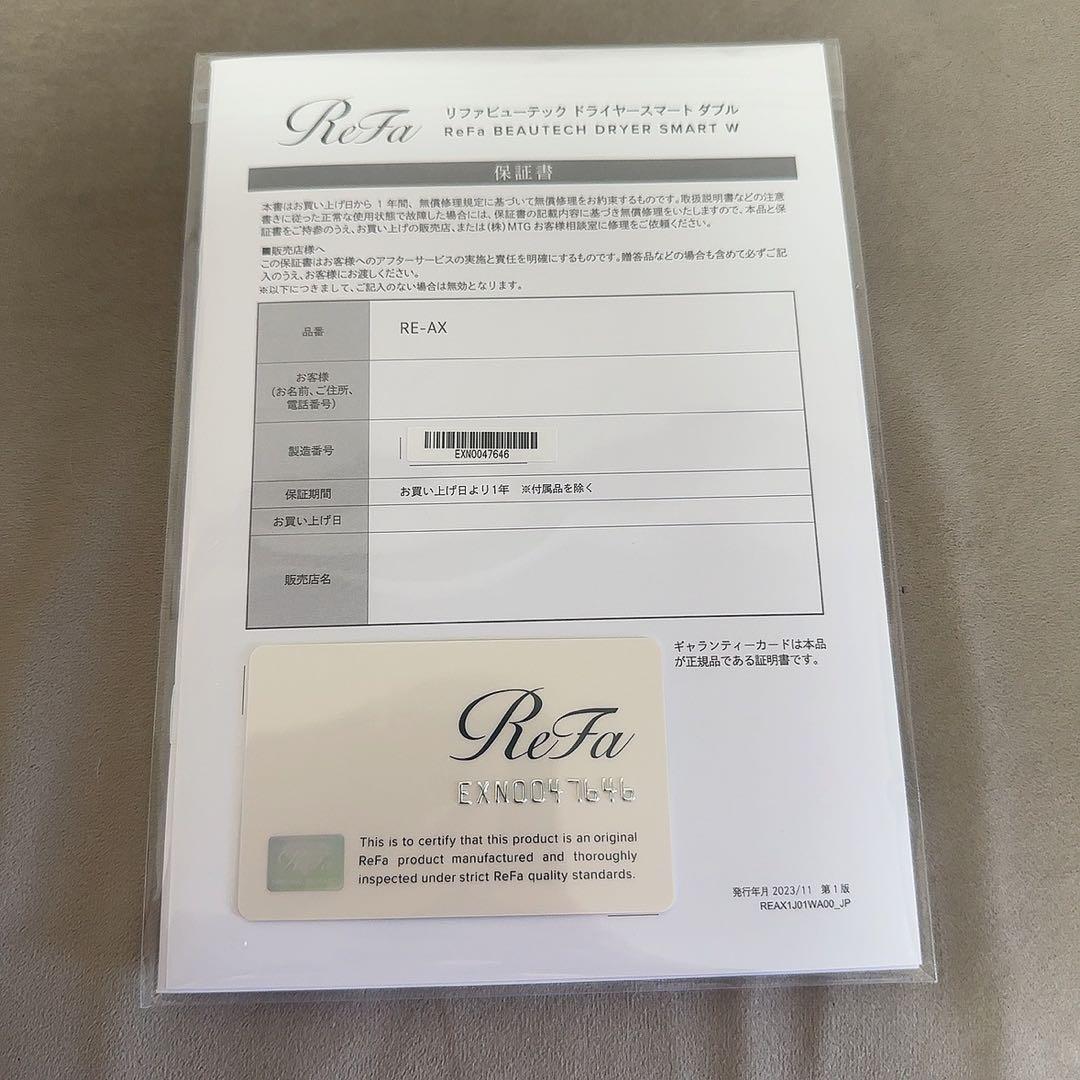 ReFa
リファビューテック ドライヤースマート ダブル
ReFa BEAUTECH DRYER SMART W
保証書
本書はお買い上げ日から1年間、無償修理規定に基づいて無償修理をお約束するものです。取扱説明書などの注意
書きに従った正常な使用状態で故障した場合には、保証書の記載内容に基づき無償修理をいたしますので、本品と保
証書をご持参のうえ、お買い上げの販売店、または(株)MTGお客様相談室に修理をご依頼ください。
■販売店様へ
この保証書はお客様へのアフターサービスの実施と責任を明確にするものです。贈答品などの場合も含めて必ずご記
入のうえ、お客様にお渡しください。
※以下につきまして、ご記入のない場合は無効となります。
品番 RE-AX
お客様
(お名前、ご住所、
電話番号)
製造番号 EXN0047646
保証期間 お買い上げ日より1年 ※付属品を除く
お買い上げ日
販売店名
ギャランティーカードは本品
が正規品である証明書です。
ReFa
EXN0047646
This is to certify that this product is an original
ReFa product manufactured and thoroughly
inspected under strict ReFa quality standards.
発行年月 2023/11 第1版
REAX1J01WA00_JP